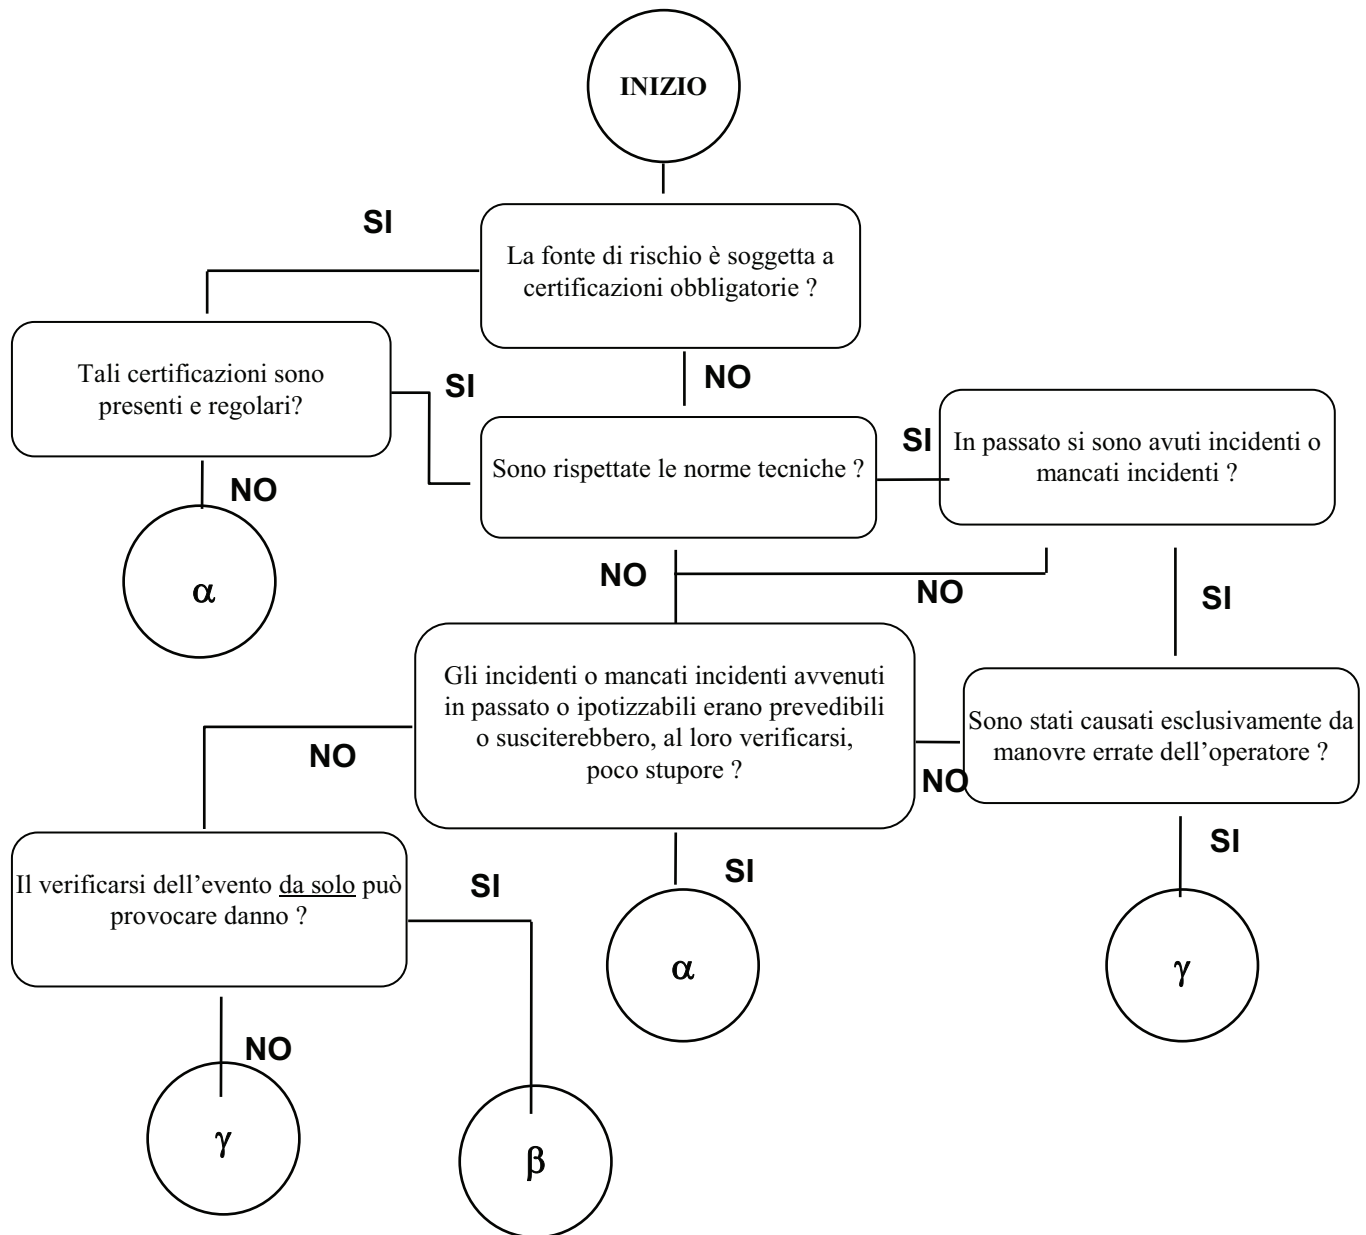 INIZIO
SI
La fonte di rischio è soggetta a
certificazioni obbligatorie ?
Tali certificazioni sono
presenti e regolari?
SI
NO
In passato si sono avuti incidenti o
mancati incidenti ?
SI
Sono rispettate le norme tecniche ?
NO
α
NO
NO
SI
Gli incidenti o mancati incidenti avvenuti
in passato o ipotizzabili erano prevedibili
o susciterebbero, al loro verificarsi,
poco stupore ?
Sono stati causati esclusivamente da
manovre errate dell’operatore ?
NO
NO
SI
SI
Il verificarsi dell’evento da solo può
provocare danno ?
SI
α
γ
NO
γ
β